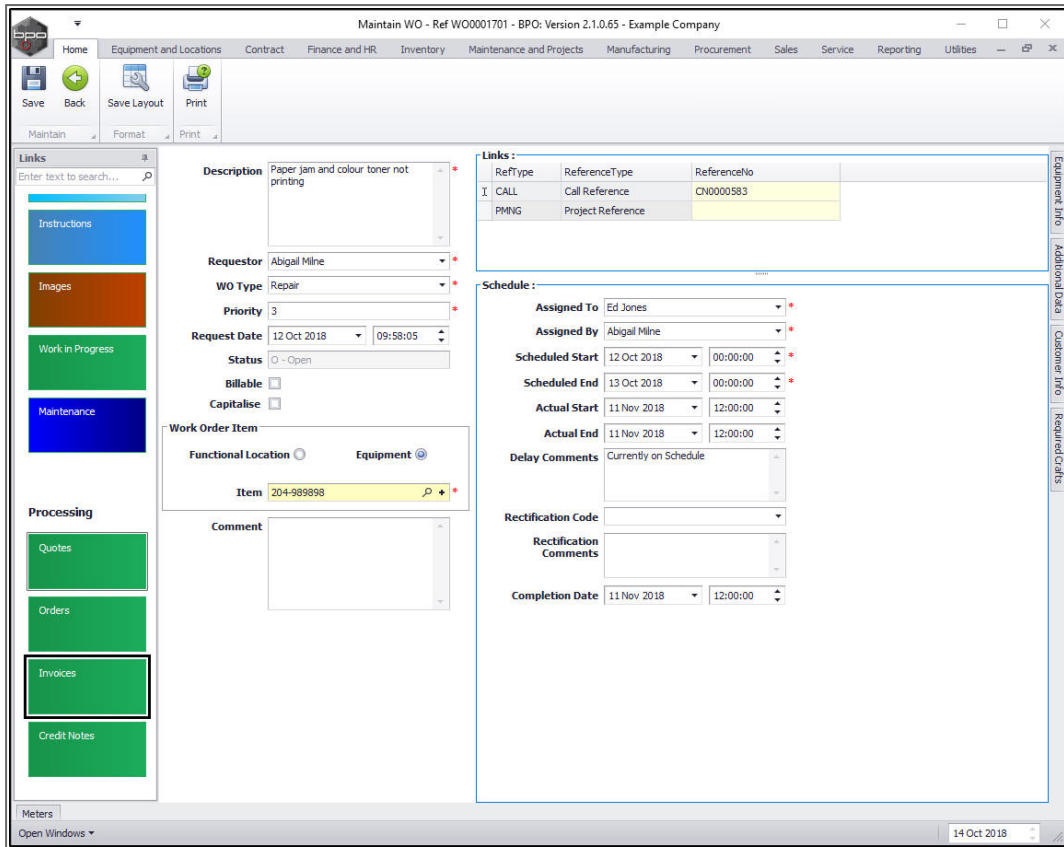 bpo
Maintain WO - Ref WO0001701 - BPO: Version 2.1.0.65 - Example Company
Home Equipment and Locations Contract Finance and HR Inventory Maintenance and Projects Manufacturing Procurement Sales Service Reporting Utilities
Save Back Save Layout Print
Maintain Format Print
Links
Enter text to search...
Instructions
Images
Work in Progress
Maintenance
Processing
Quotes
Orders
Invoices
Credit Notes
Description Paper jam and colour toner not
printing
*
Requestor Abigail Milne *
WO Type Repair *
Priority 3 *
Request Date 12 Oct 2018 09:58:05
Status O - Open
Billable
Capitalise
Work Order Item
Functional Location Equipment
Item 204-989898 *
Comment
Links :
RefType ReferenceType ReferenceNo
CALL Call Reference CN0000583
PMNG Project Reference
Schedule :
Assigned To Ed Jones *
Assigned By Abigail Milne *
Scheduled Start 12 Oct 2018 00:00:00 *
Scheduled End 13 Oct 2018 00:00:00 *
Actual Start 11 Nov 2018 12:00:00
Actual End 11 Nov 2018 12:00:00
Delay Comments Currently on Schedule
Rectification Code
Rectification
Comments
Completion Date 11 Nov 2018 12:00:00
Equipment Info
Additional Data
Customer Info
Required Crafts
Meters
Open Windows
14 Oct 2018